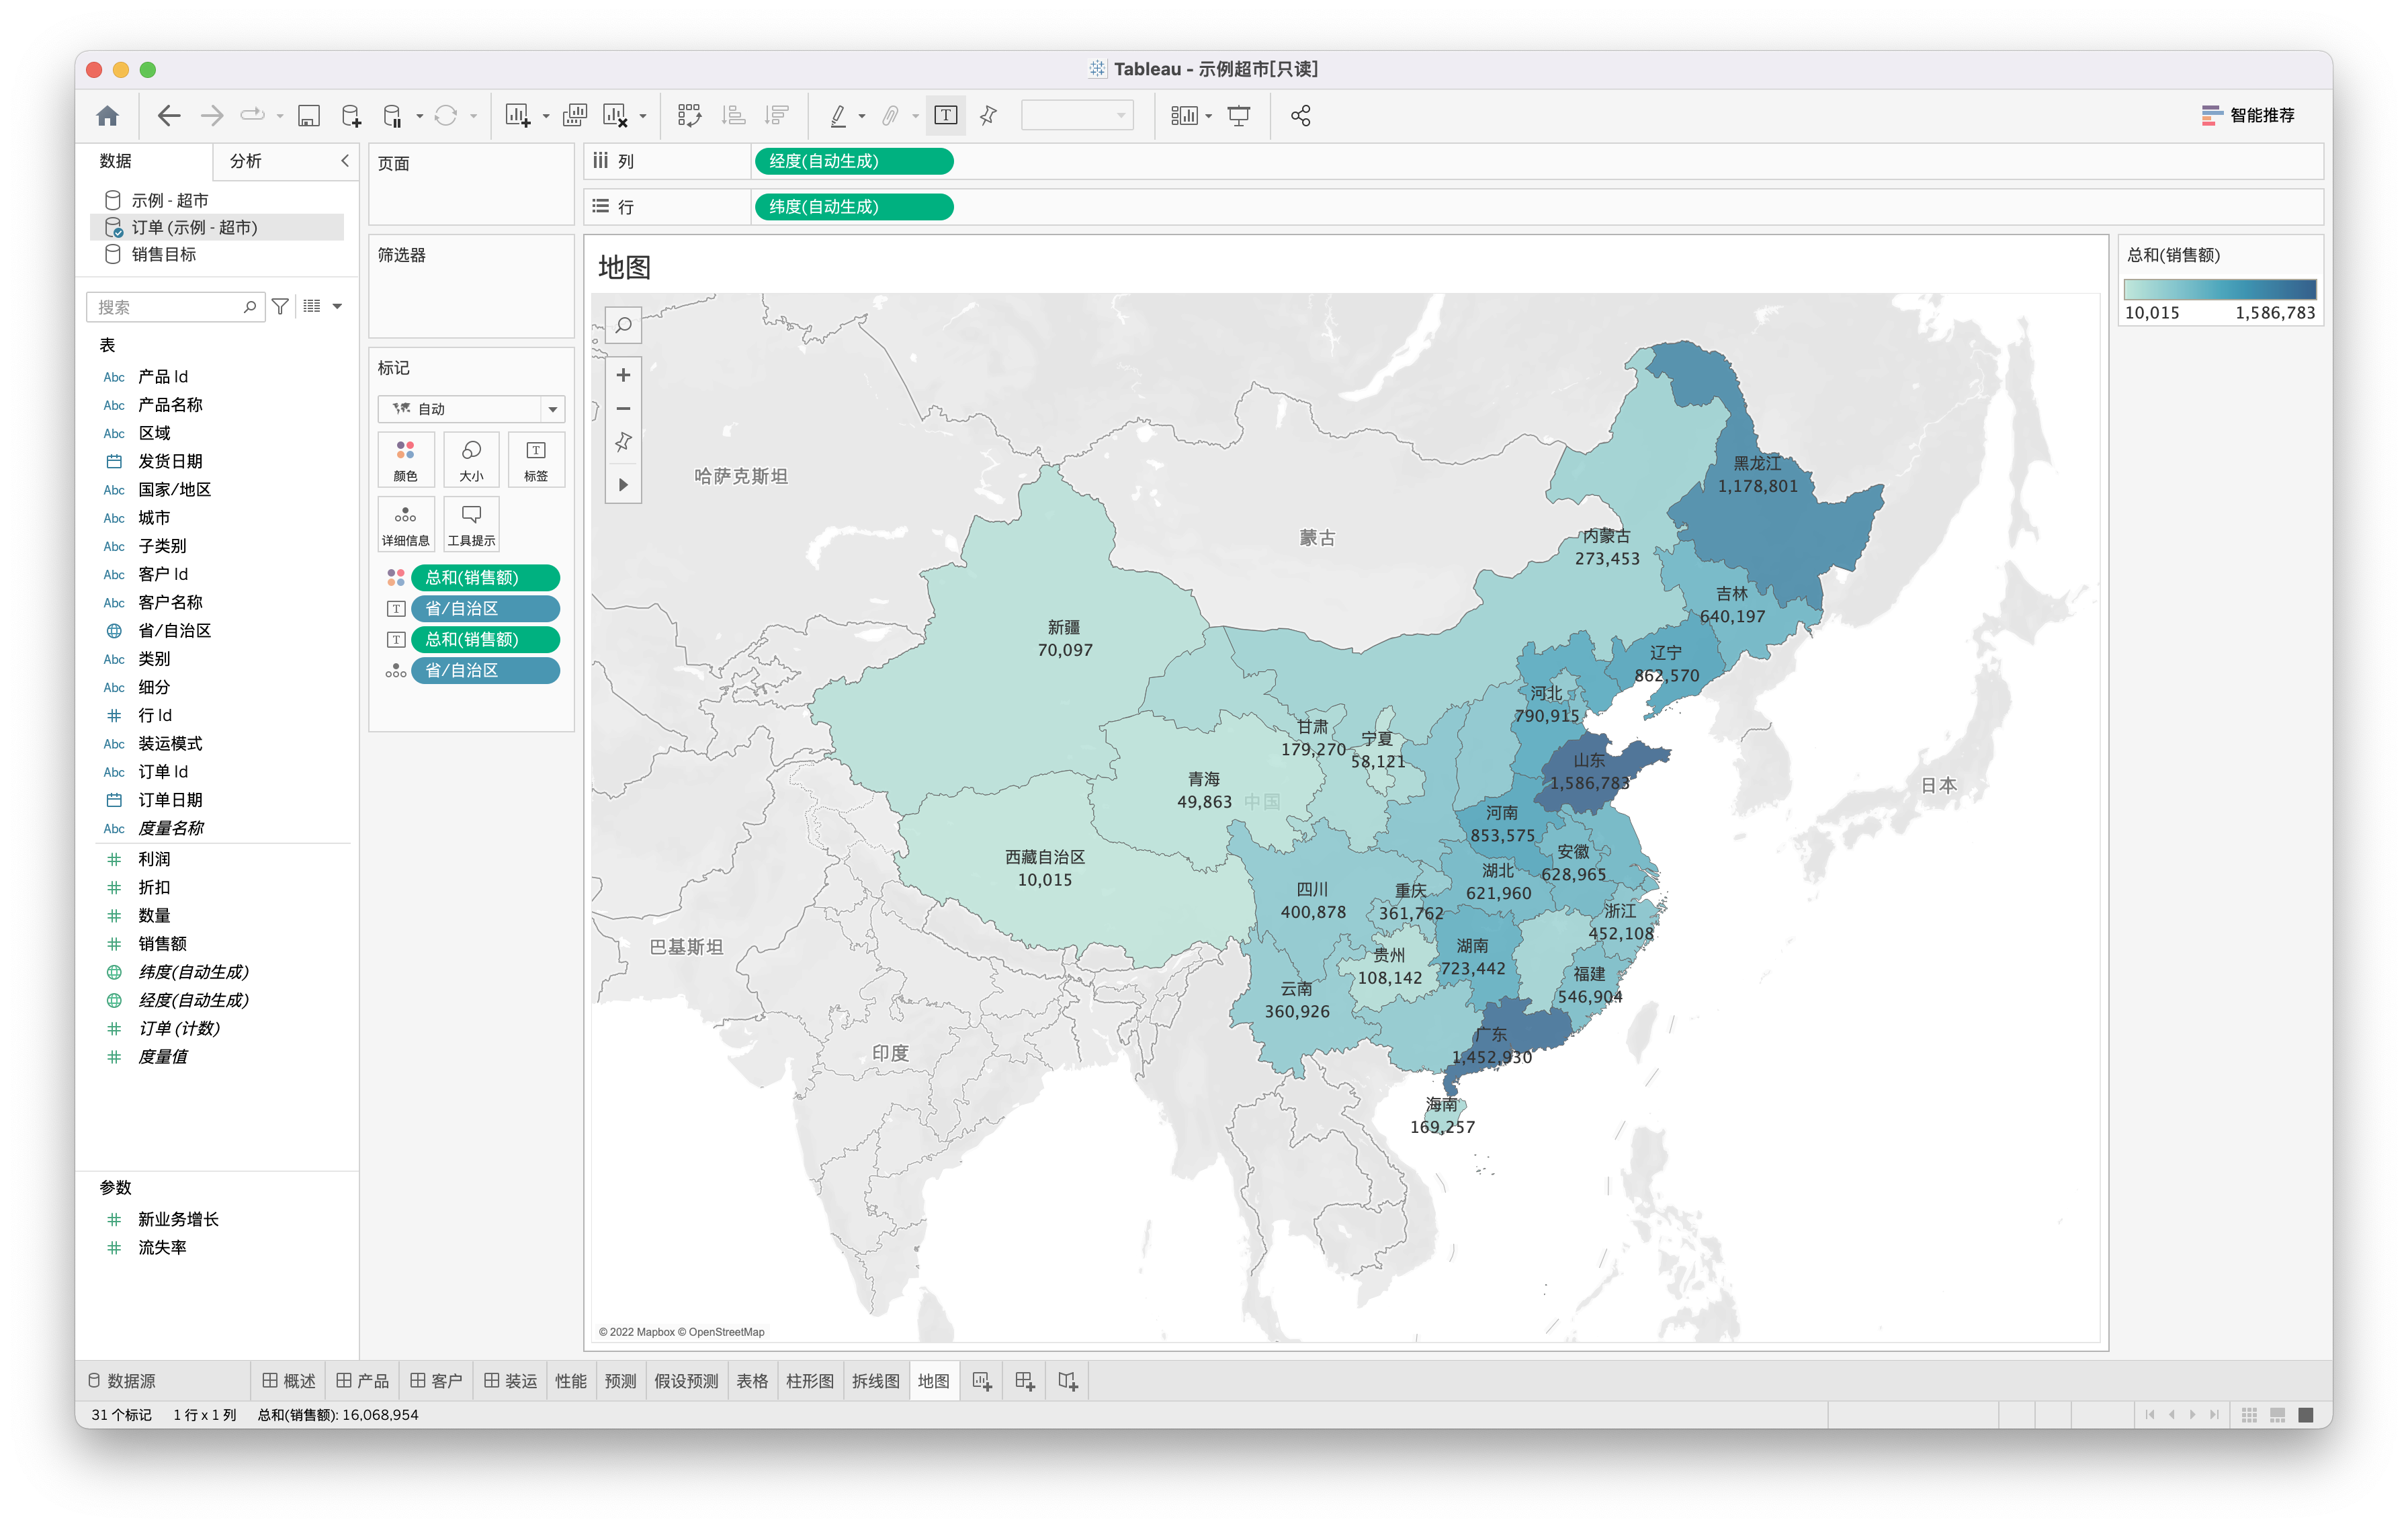 Tableau - 示例超市[只读]
智能推荐
数据
分析
示例 - 超市
订单 (示例 - 超市)
销售目标
搜索
表
Abc 产品 Id
Abc 产品名称
Abc 区域
发货日期
Abc 国家/地区
Abc 城市
Abc 子类别
Abc 客户 Id
Abc 客户名称
省/自治区
Abc 类别
Abc 细分
行 Id
Abc 装运模式
Abc 订单 Id
订单日期
Abc 度量名称
利润
折扣
数量
销售额
纬度(自动生成)
经度(自动生成)
订单 (计数)
度量值
参数
新业务增长
流失率
页面
筛选器
标记
自动
颜色
大小
标签
详细信息
工具提示
总和(销售额)
省/自治区
总和(销售额)
省/自治区
列
经度(自动生成)
行
纬度(自动生成)
地图
哈萨克斯坦
蒙古
黑龙江
1,178,801
内蒙古
273,453
吉林
640,197
新疆
70,097
辽宁
862,570
河北
790,915
甘肃
179,270
宁夏
58,121
山东
1,586,783
青海
49,863
中国
日本
河南
853,575
西藏自治区
10,015
安徽
628,965
湖北
621,960
四川
400,878
重庆
361,762
浙江
452,108
巴基斯坦
贵州
108,142
湖南
723,442
福建
546,904
云南
360,926
广东
1,452,930
印度
海南
169,257
© 2022 Mapbox © OpenStreetMap
总和(销售额)
10,015
1,586,783
数据源
概述
产品
客户
装运
性能
预测
假设预测
表格
柱形图
拆线图
地图
31 个标记
1 行 x 1 列
总和(销售额): 16,068,954